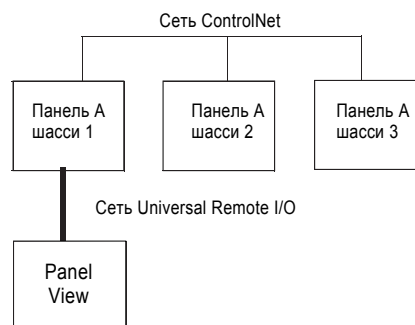 Сеть ControlNet
Панель А
шасси 1
Панель А
шасси 2
Панель А
шасси 3
Сеть Universal Remote I/O
Panel
View